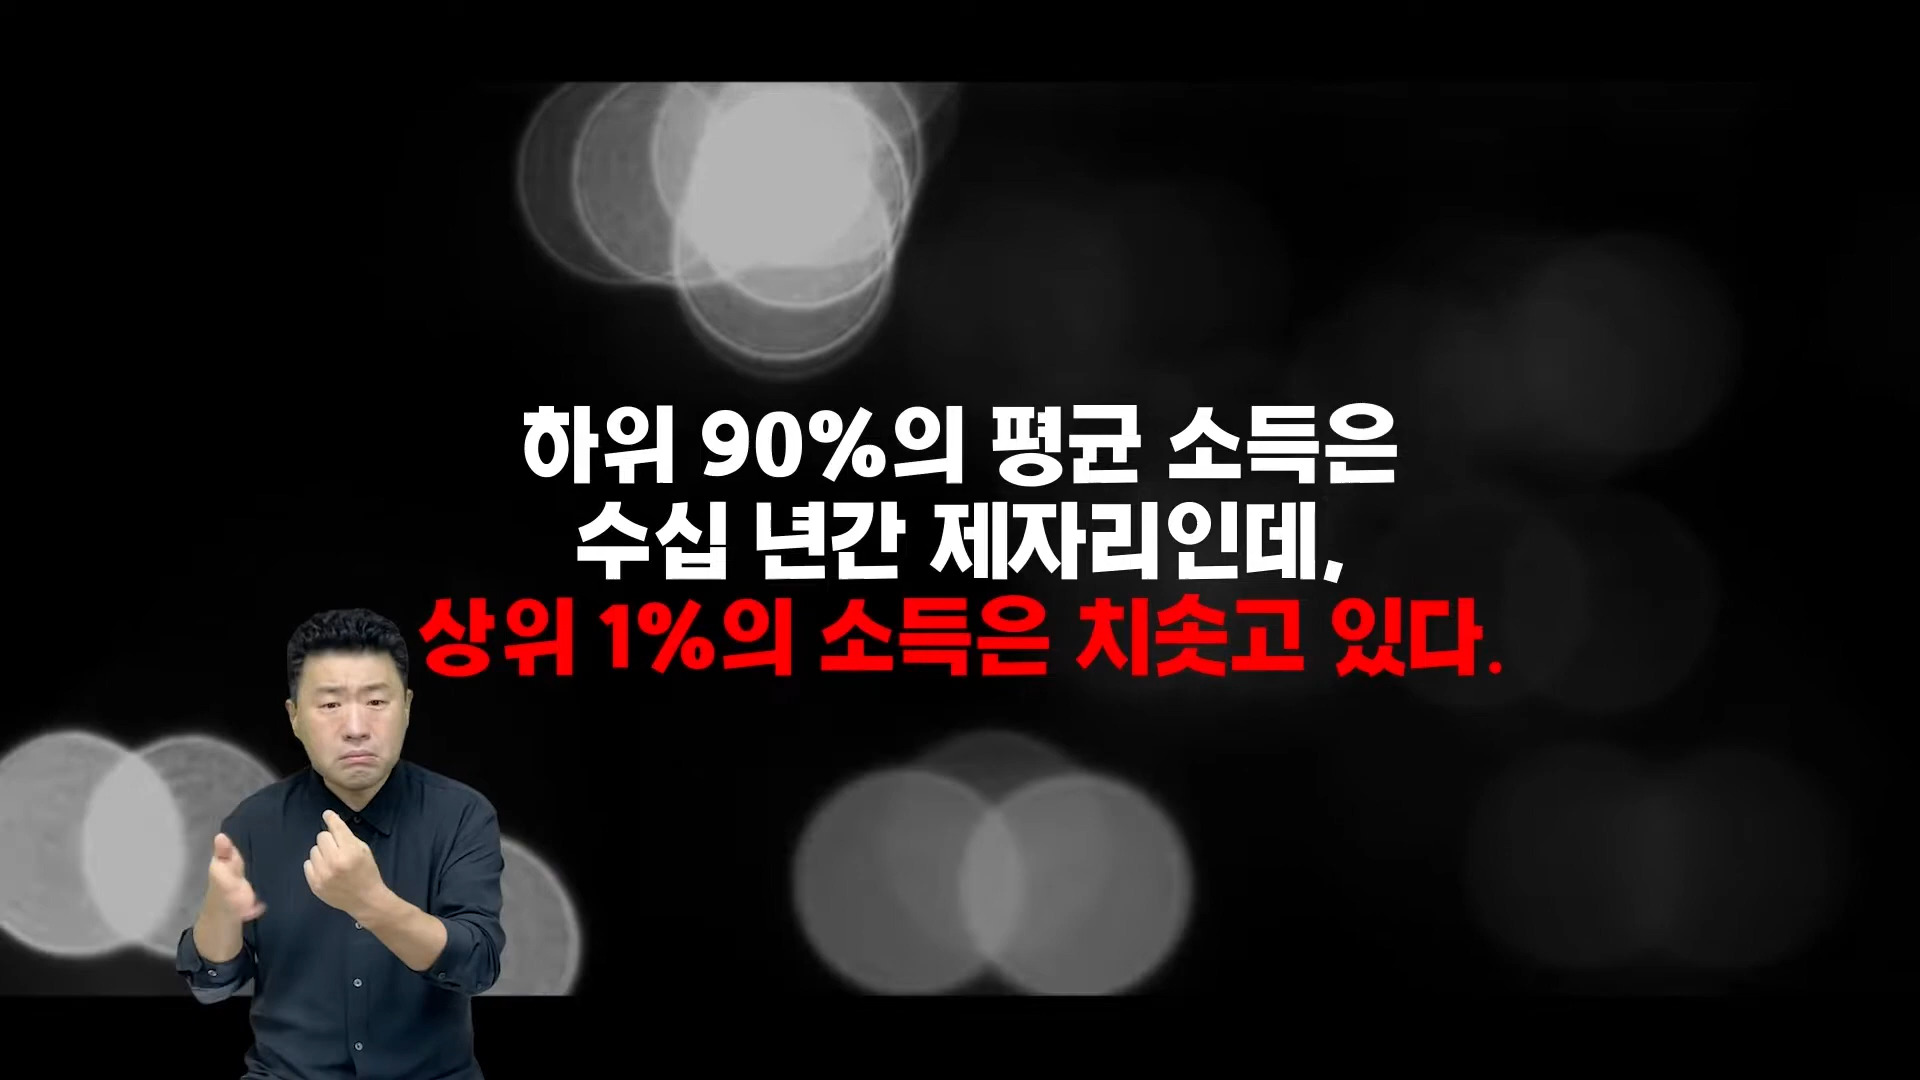 하위 90%의 평균 소득은
수십 년간 제자리인데,
상위 1%의 소득은 치솟고 있다.